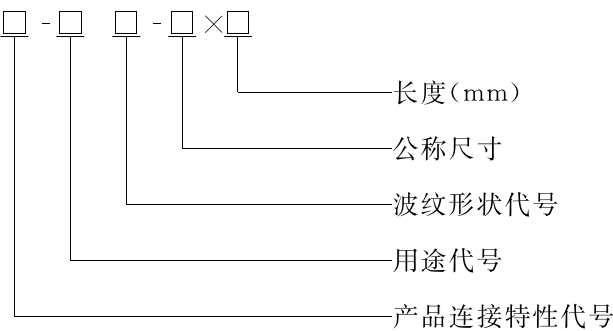 □-□ □-□×□
长度(mm)
公称尺寸
波纹形状代号
用途代号
产品连接特性代号